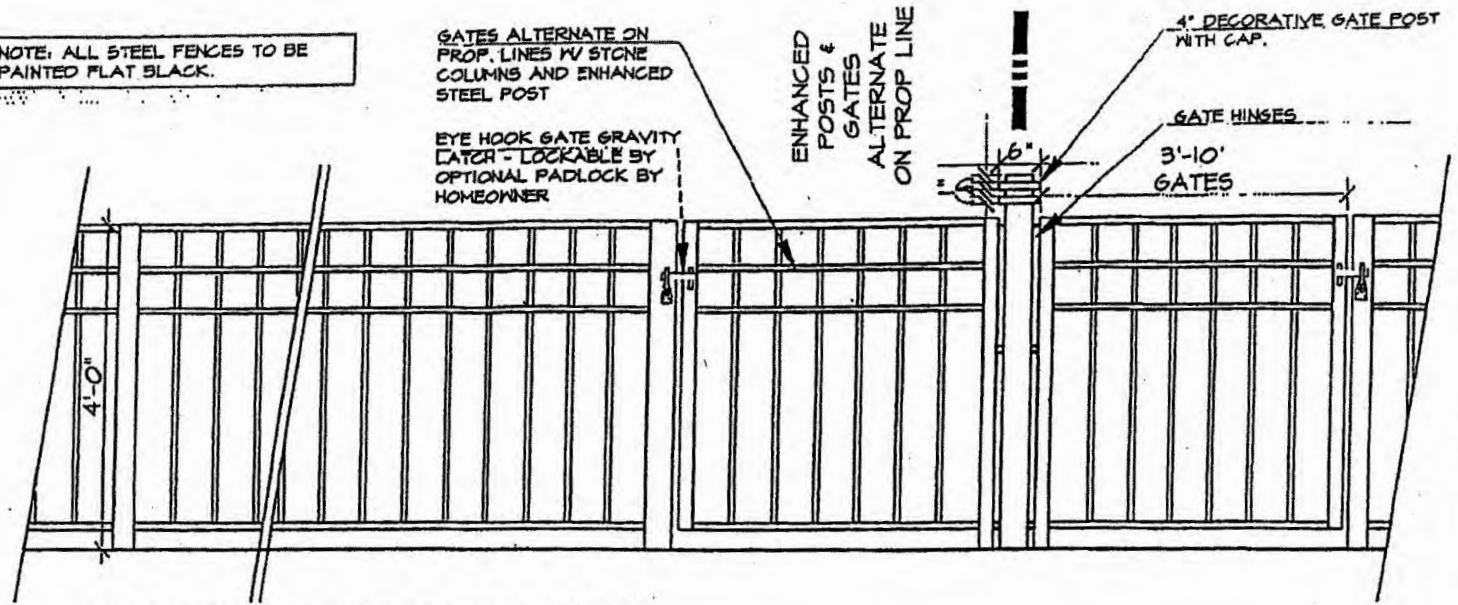 NOTE: ALL STEEL FENCES TO BE
PAINTED FLAT BLACK.
GATES ALTERNATE ON
PROP. LINES W/ STONE
COLUMNS AND ENHANCED
STEEL POST
EYE HOOK GATE GRAVITY
LATCH - LOCKABLE BY
OPTIONAL PADLOCK BY
HOMEOWNER
ENHANCED
POSTS &
GATES
ALTERNATE
ON PROP LINE
4" DECORATIVE GATE POST
WITH CAP.
GATE HINGES
6"
3'-10'
GATES
4'-0"